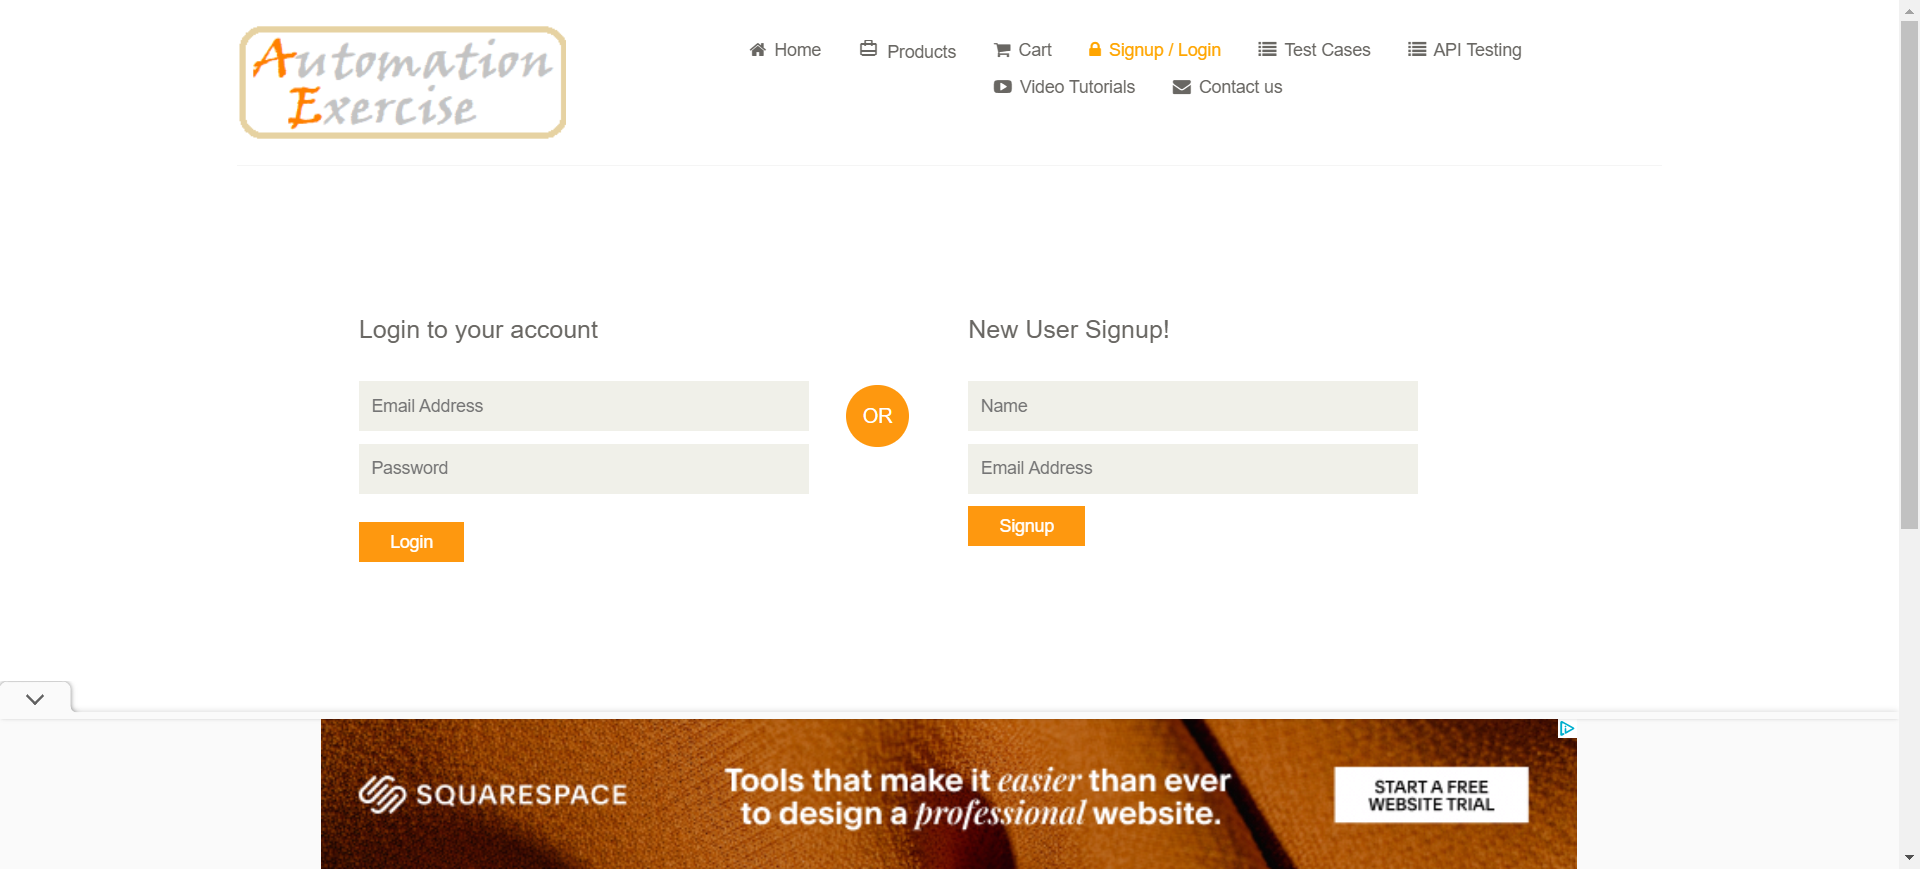 Automation
Exercise
Home
Products
Cart
Signup / Login
Test Cases
API Testing
Video Tutorials
Contact us
Login to your account
Email Address
Password
Login
OR
New User Signup!
Name
Email Address
Signup
SQUARESPACE
Tools that make it easier than ever
to design a professional website.
START A FREE
WEBSITE TRIAL